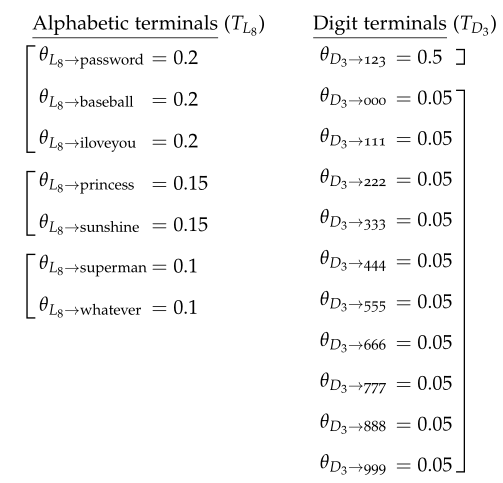 Alphabetic terminals (T_{L_8})
θ_{L_8→password} = 0.2
θ_{L_8→baseball} = 0.2
θ_{L_8→iloveyou} = 0.2
θ_{L_8→princess} = 0.15
θ_{L_8→sunshine} = 0.15
θ_{L_8→superman} = 0.1
θ_{L_8→whatever} = 0.1
Digit terminals (T_{D_3})
θ_{D_3→123} = 0.5
θ_{D_3→000} = 0.05
θ_{D_3→111} = 0.05
θ_{D_3→222} = 0.05
θ_{D_3→333} = 0.05
θ_{D_3→444} = 0.05
θ_{D_3→555} = 0.05
θ_{D_3→666} = 0.05
θ_{D_3→777} = 0.05
θ_{D_3→888} = 0.05
θ_{D_3→999} = 0.05